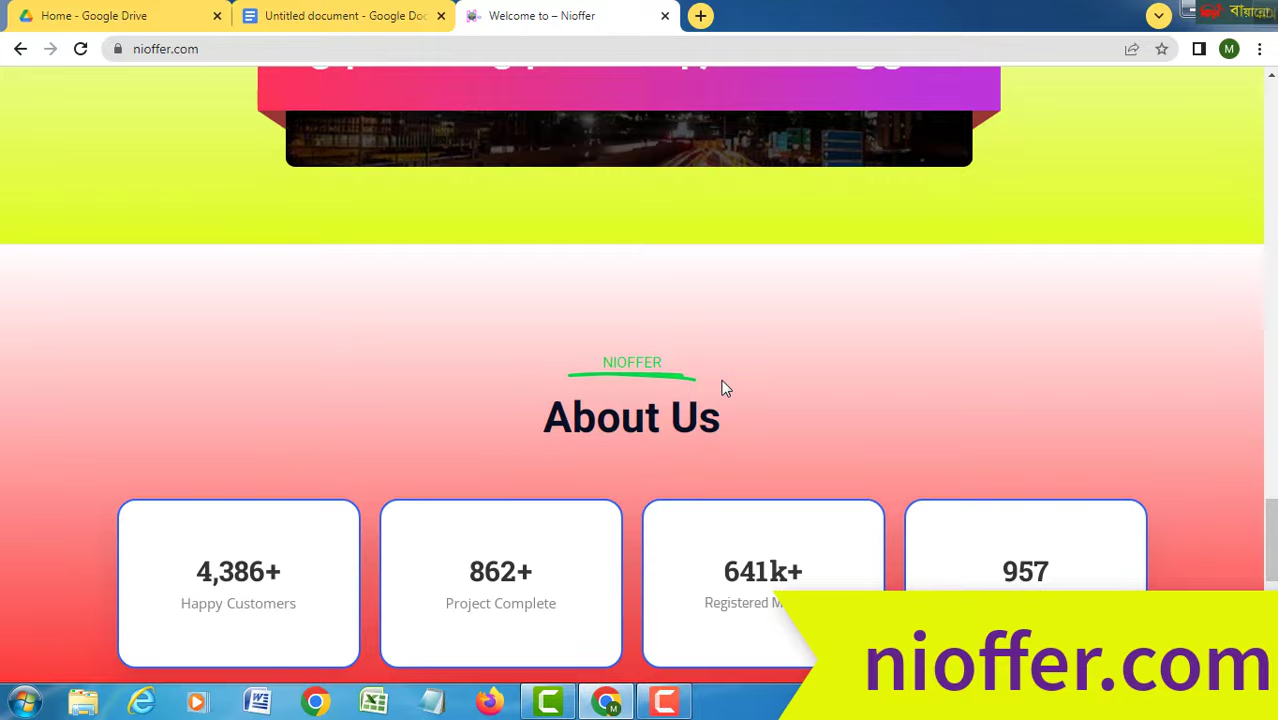 Home - Google Drive
Untitled document - Google Doc
Welcome to – Nioffer
বায়ান্নো
nioffer.com
M
NIOFFER
About Us
4,386+
862+
641k+
957
Happy Customers
Project Complete
Registered M
nioffer.com